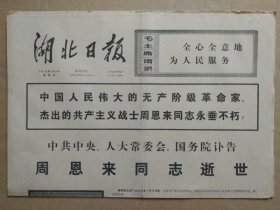 湖北日报
毛主席语录
全心全意地
为人民服务
中国人民伟大的无产阶级革命家、
杰出的共产主义战士周恩来同志永垂不朽！
中共中央、人大常委会、国务院讣告
周恩来同志逝世